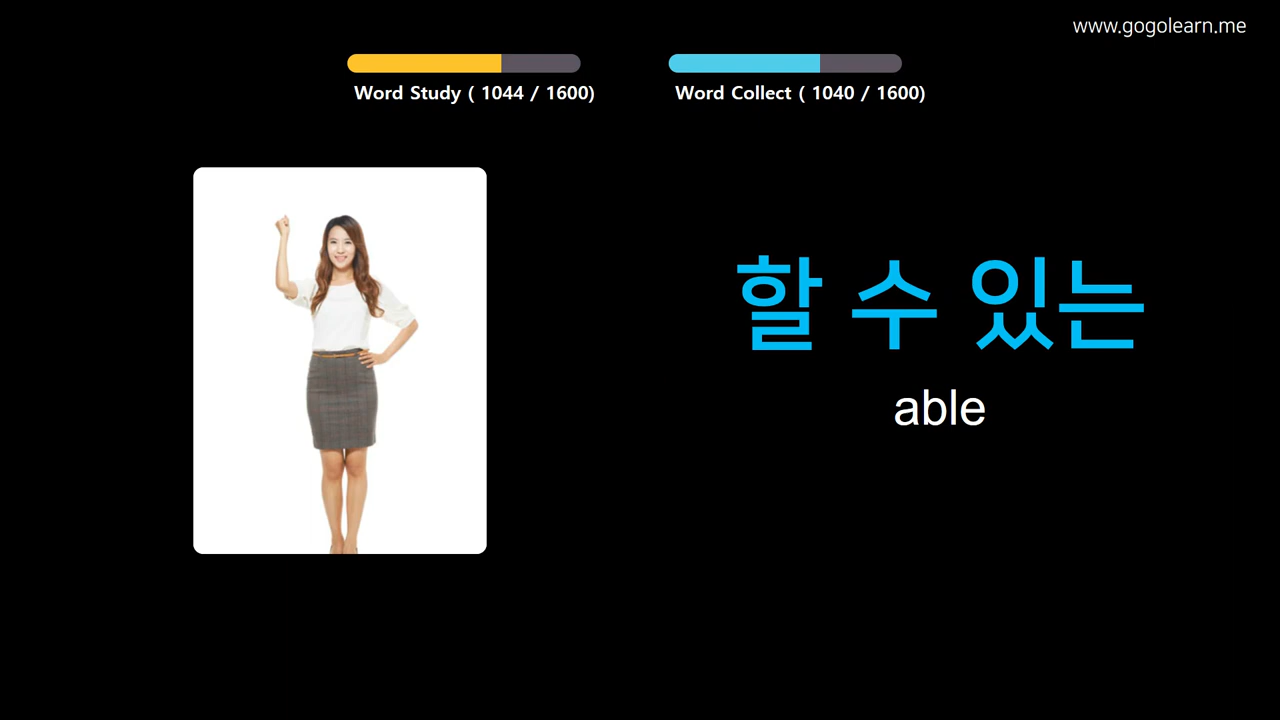 www.gogolearn.me
Word Study ( 1044 / 1600)
Word Collect ( 1040 / 1600)
할 수 있는
able